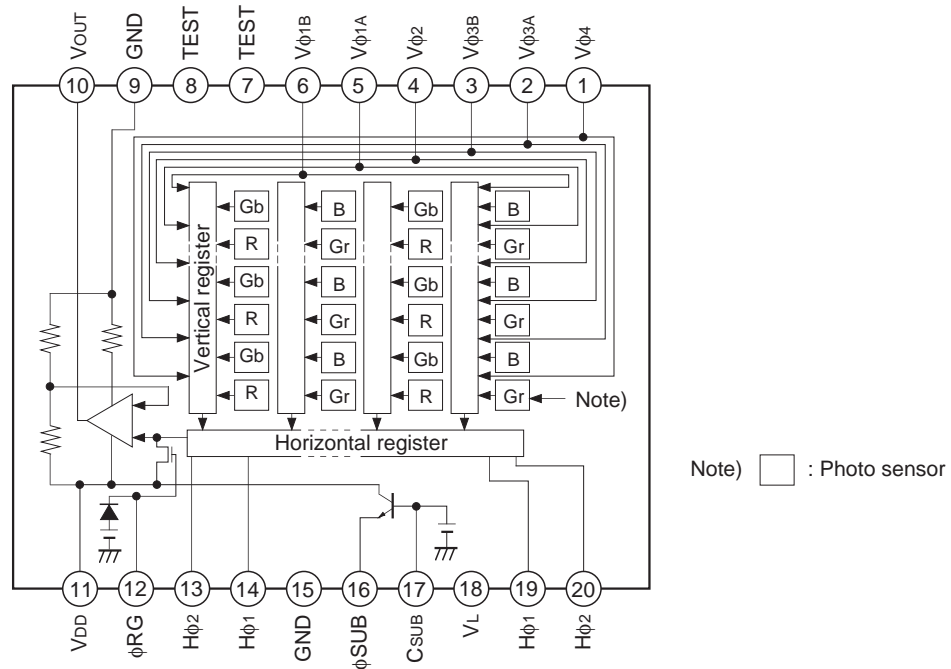 VOUT
GND
TEST
TEST
Vϕ1B
Vϕ1A
Vϕ2
Vϕ3B
Vϕ3A
Vϕ4
10
9
8
7
6
5
4
3
2
1
Vertical register
Gb
B
Gb
B
R
Gr
R
Gr
Gb
B
Gb
B
R
Gr
R
Gr
Gb
B
Gb
B
R
Gr
R
Gr
Note)
Horizontal register
Note) : Photo sensor
11
12
13
14
15
16
17
18
19
20
VDD
ϕRG
Hϕ2
Hϕ1
GND
ϕSUB
CSUB
VL
Hϕ1
Hϕ2